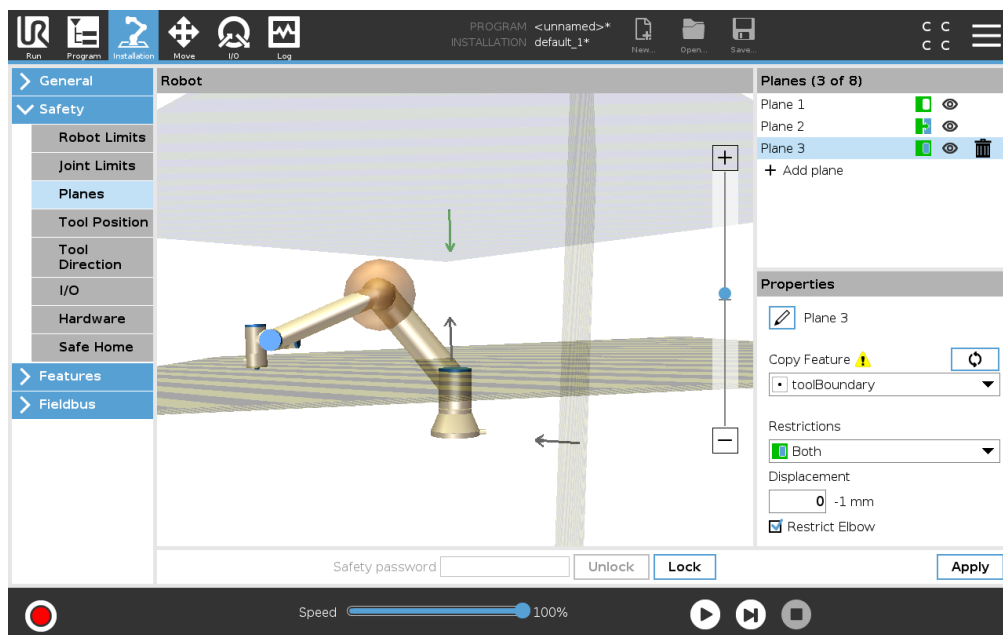 PROGRAM <unnamed>*
INSTALLATION default_1*
UR
Run Program Installation Move I/O Log
New... Open... Save...
C C
C C
General
Safety
Robot Limits
Joint Limits
Planes
Tool Position
Tool
Direction
I/O
Hardware
Safe Home
Features
Fieldbus
Robot
+
−
Planes (3 of 8)
Plane 1
Plane 2
Plane 3
+ Add plane
Properties
Plane 3
Copy Feature
toolBoundary
Restrictions
Both
Displacement
0 -1 mm
Restrict Elbow
Safety password Unlock Lock Apply
Speed 100%